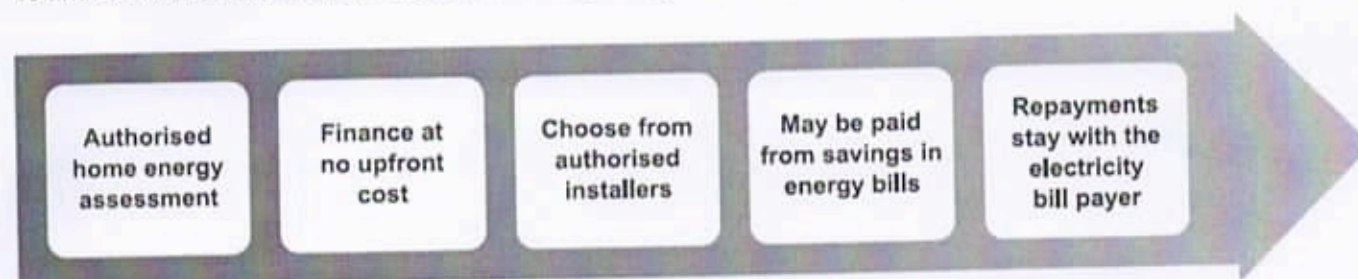 Authorised
home energy
assessment
Finance at
no upfront
cost
Choose from
authorised
installers
May be paid
from savings in
energy bills
Repayments
stay with the
electricity
bill payer